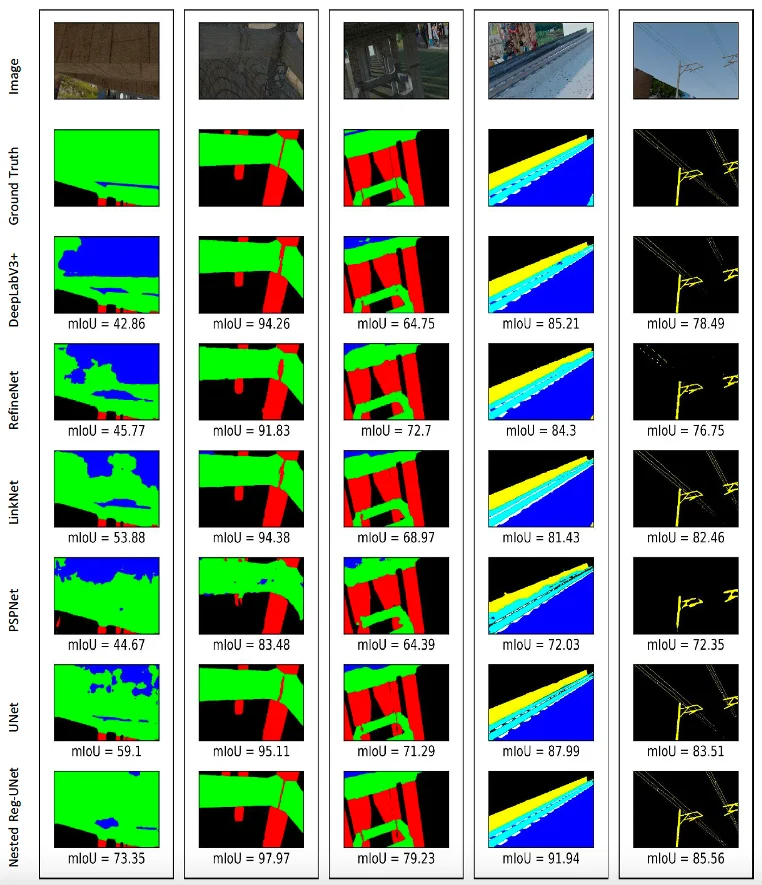 Image
Ground Truth
DeepLabV3+
mIoU = 42.86
mIoU = 94.26
mIoU = 64.75
mIoU = 85.21
mIoU = 78.49
RefineNet
mIoU = 45.77
mIoU = 91.83
mIoU = 72.7
mIoU = 84.3
mIoU = 76.75
LinkNet
mIoU = 53.88
mIoU = 94.38
mIoU = 68.97
mIoU = 81.43
mIoU = 82.46
PSPNet
mIoU = 44.67
mIoU = 83.48
mIoU = 64.39
mIoU = 72.03
mIoU = 72.35
UNet
mIoU = 59.1
mIoU = 95.11
mIoU = 71.29
mIoU = 87.99
mIoU = 83.51
Nested Reg-UNet
mIoU = 73.35
mIoU = 97.97
mIoU = 79.23
mIoU = 91.94
mIoU = 85.56